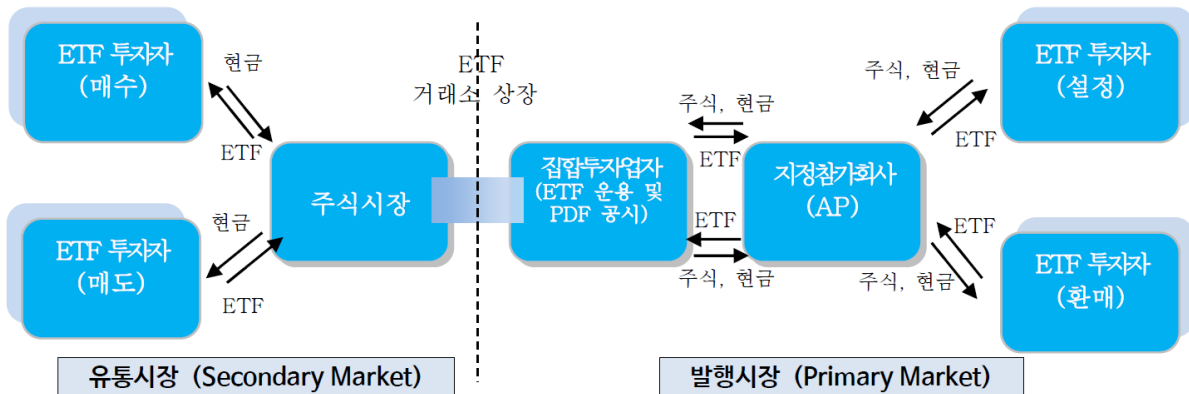 ETF 투자자
(매수)
현금
ETF
ETF
거래소 상장
주식시장
ETF 투자자
(매도)
현금
ETF
집합투자업자
(ETF 운용 및
PDF 공시)
주식, 현금
ETF
ETF
주식, 현금
지정참가회사
(AP)
주식, 현금
ETF
ETF 투자자
(설정)
ETF
주식, 현금
ETF 투자자
(환매)
유통시장 (Secondary Market)
발행시장 (Primary Market)